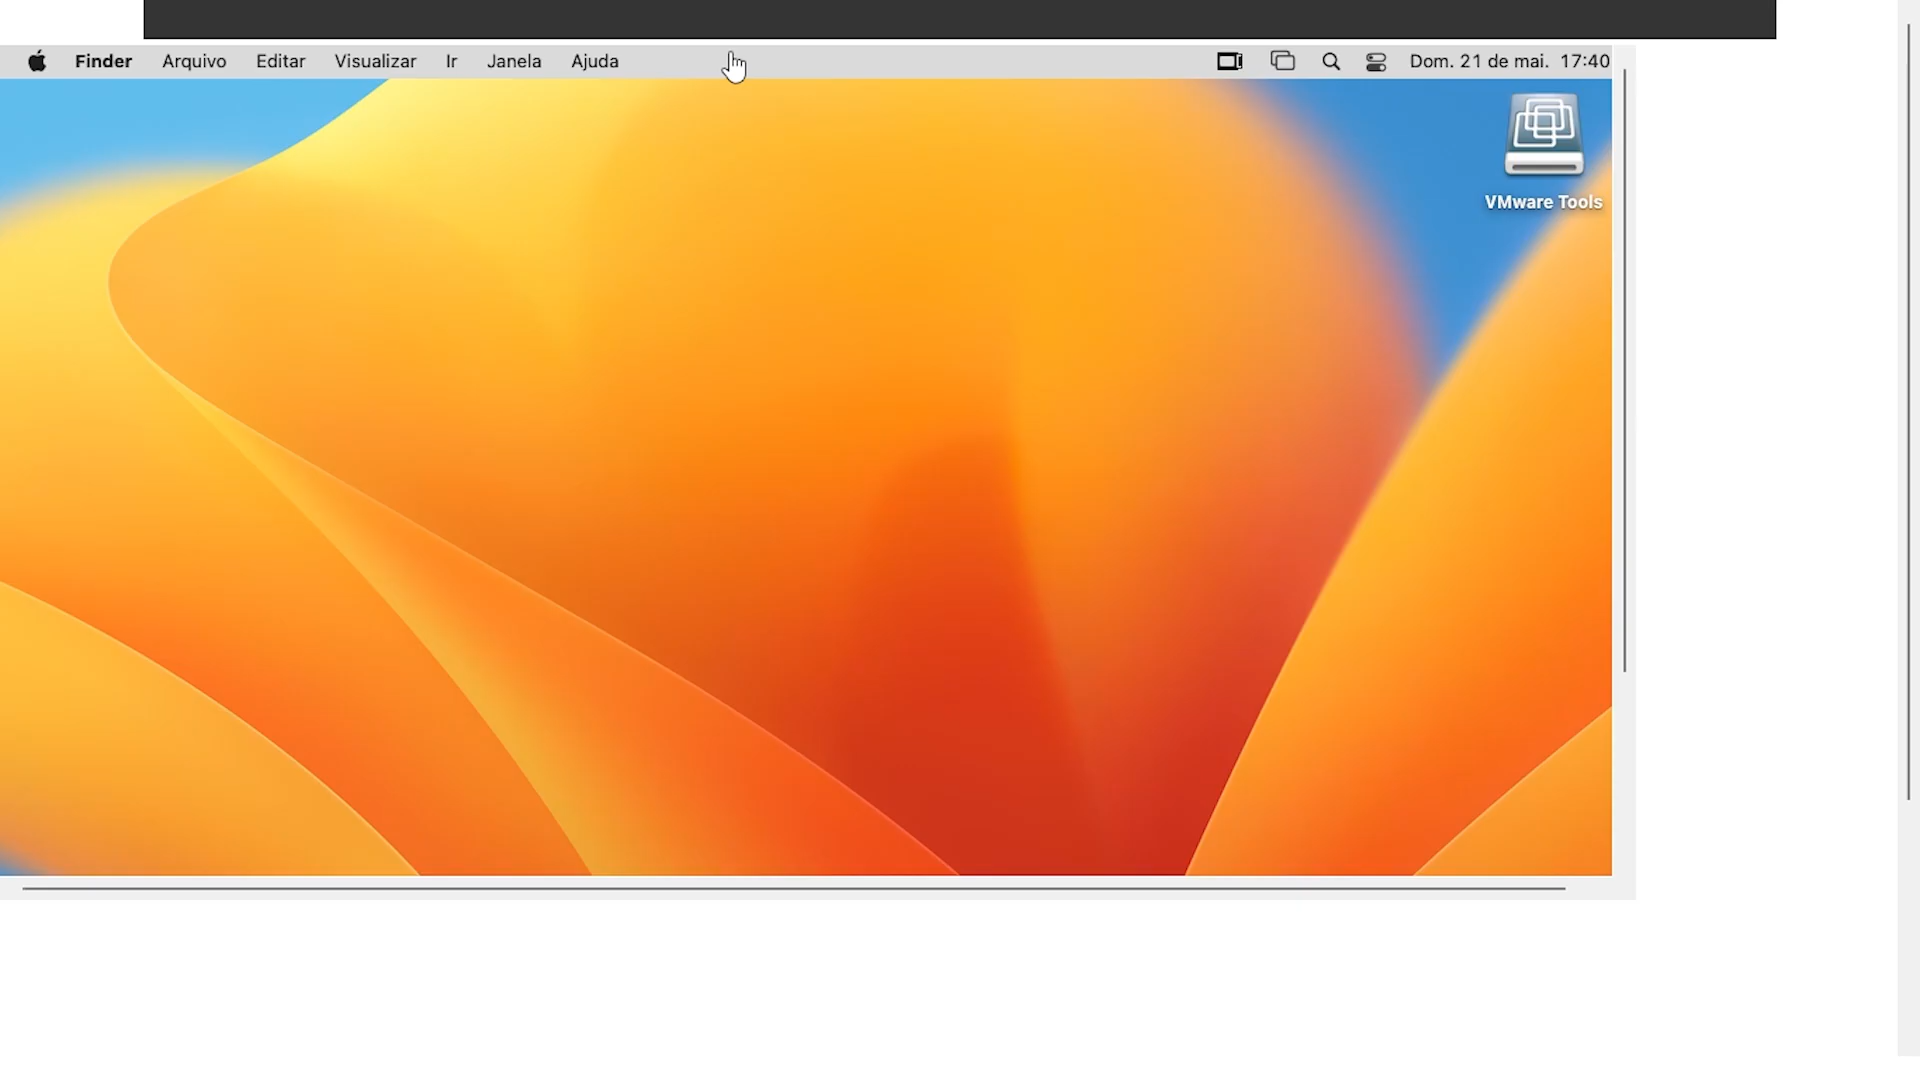 Finder Arquivo Editar Visualizar Ir Janela Ajuda Dom. 21 de mai. 17:40
VMware Tools